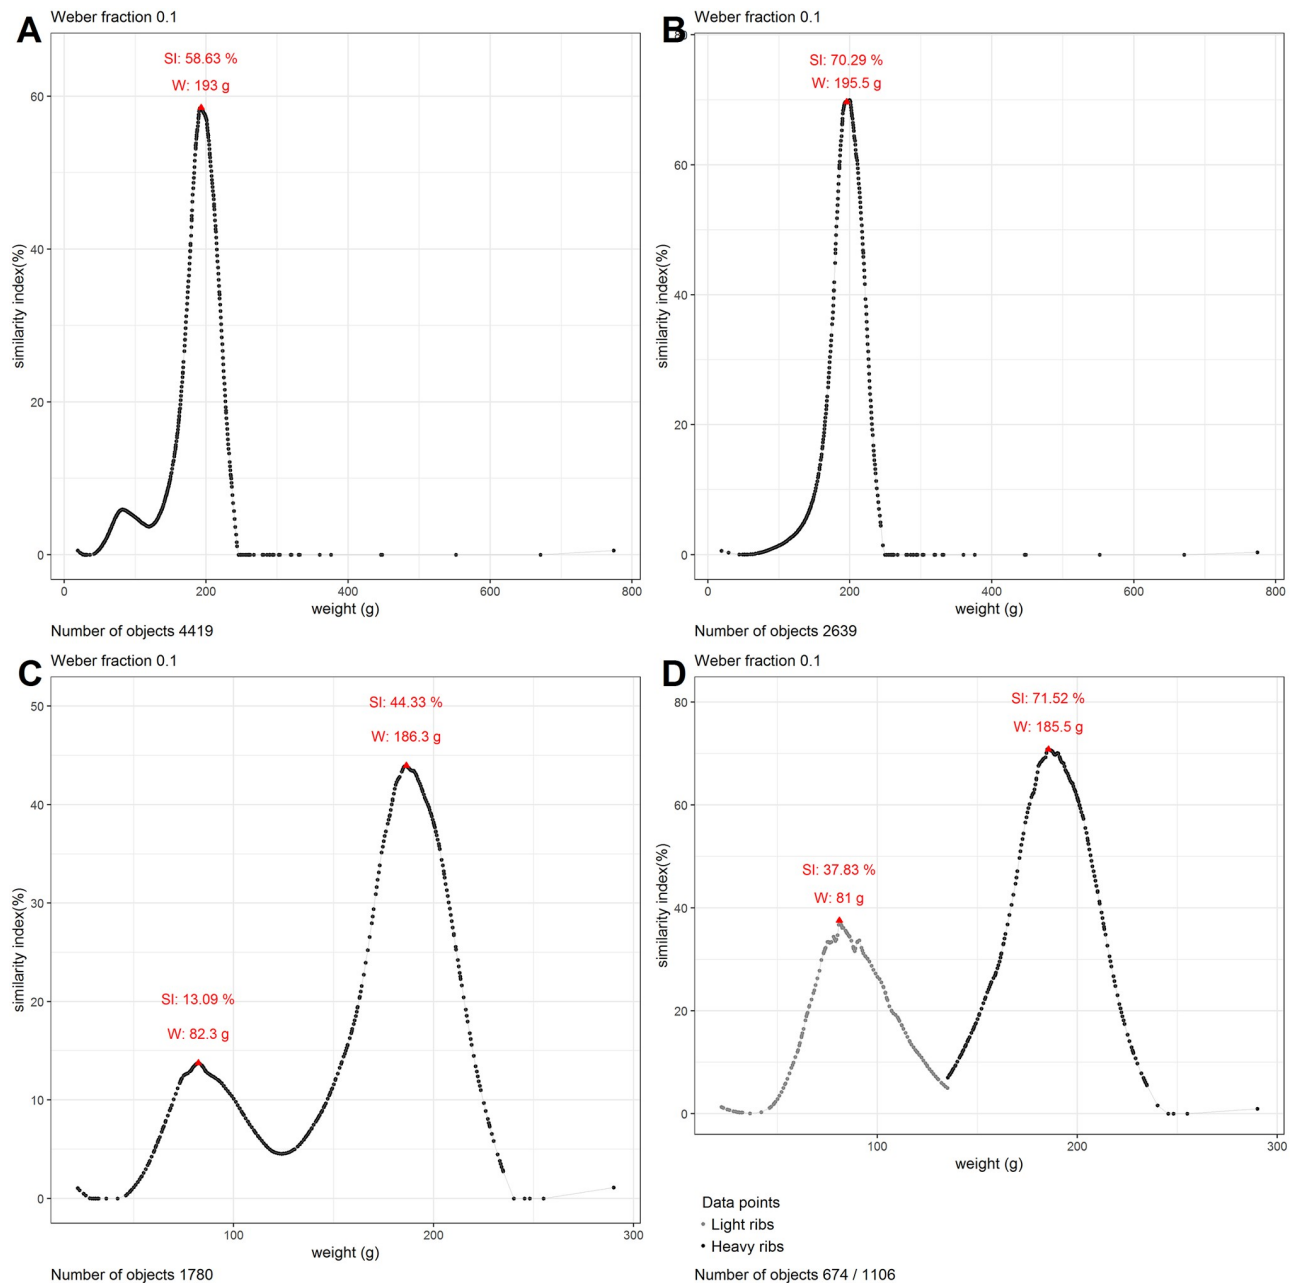 A
Weber fraction 0.1
SI: 58.63 %
W: 193 g
60
40
20
0
similarity index(%)
0 200 400 600 800
weight (g)
Number of objects 4419
B
Weber fraction 0.1
SI: 70.29 %
W: 195.5 g
60
40
20
0
similarity index(%)
0 200 400 600 800
weight (g)
Number of objects 2639
C
Weber fraction 0.1
SI: 44.33 %
W: 186.3 g
SI: 13.09 %
W: 82.3 g
50
40
30
20
10
0
similarity index(%)
100 200 300
weight (g)
Number of objects 1780
D
Weber fraction 0.1
SI: 71.52 %
W: 185.5 g
SI: 37.83 %
W: 81 g
80
60
40
20
0
similarity index(%)
100 200 300
weight (g)
Data points
Light ribs
Heavy ribs
Number of objects 674 / 1106